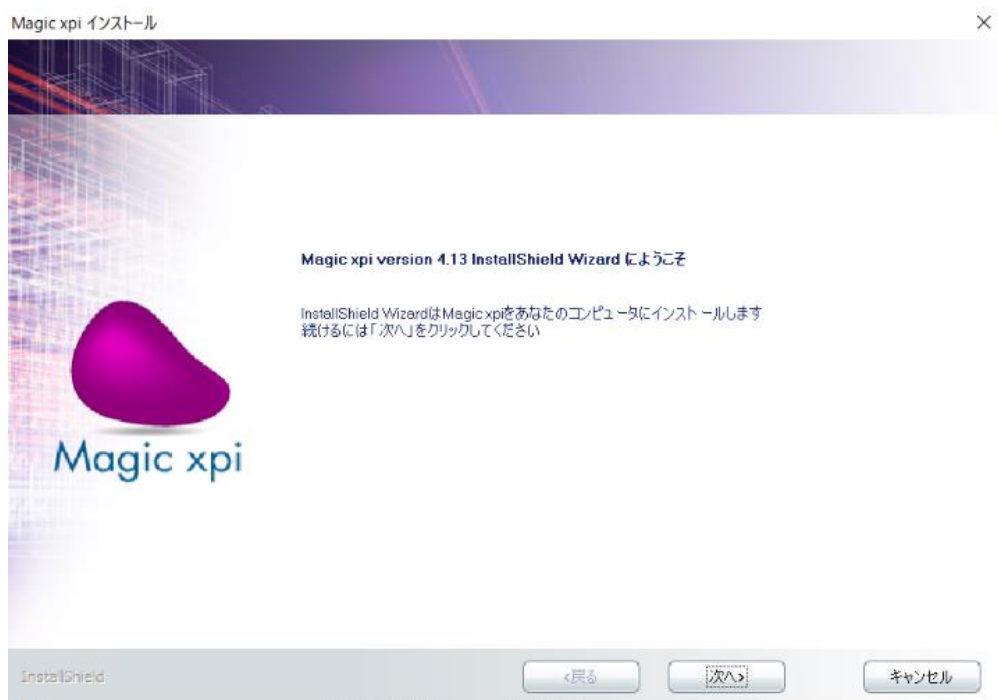 Magic xpi インストール
Magic xpi version 4.13 InstallShield Wizard にようこそ
InstallShield WizardはMagic xpiをあなたのコンピュータにインストールします
続けるには「次へ」をクリックしてください
Magic xpi
InstallShield
<戻る
次へ>
キャンセル